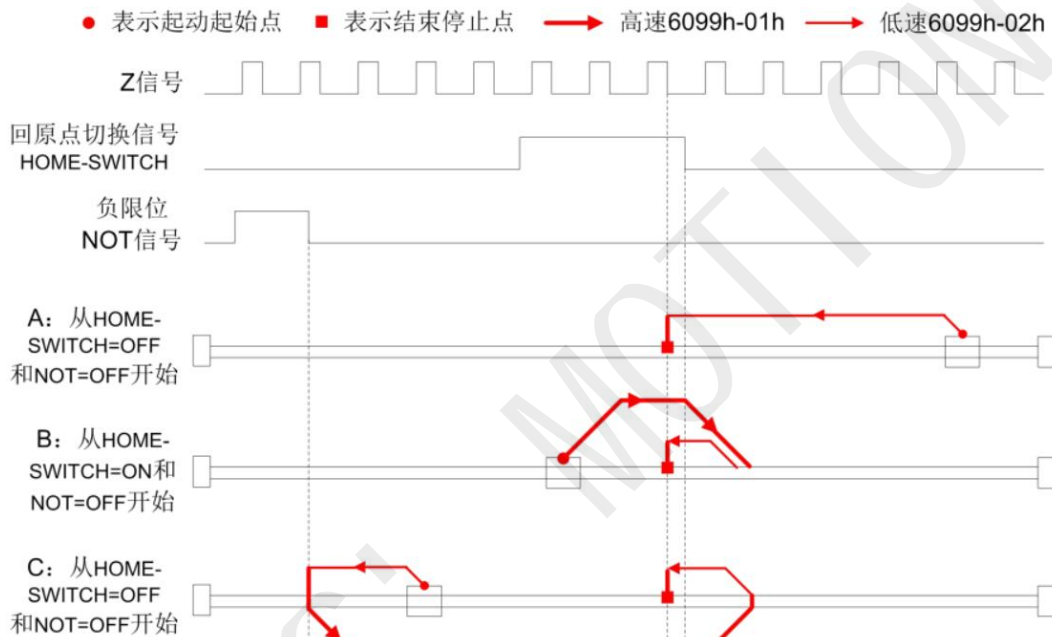 表示起动起始点 表示结束停止点 高速6099h-01h 低速6099h-02h
Z信号
回原点切换信号
HOME-SWITCH
负限位
NOT信号
A：从HOME-
SWITCH=OFF
和NOT=OFF开始
B：从HOME-
SWITCH=ON和
NOT=OFF开始
C：从HOME-
SWITCH=OFF
和NOT=OFF开始
MOTION